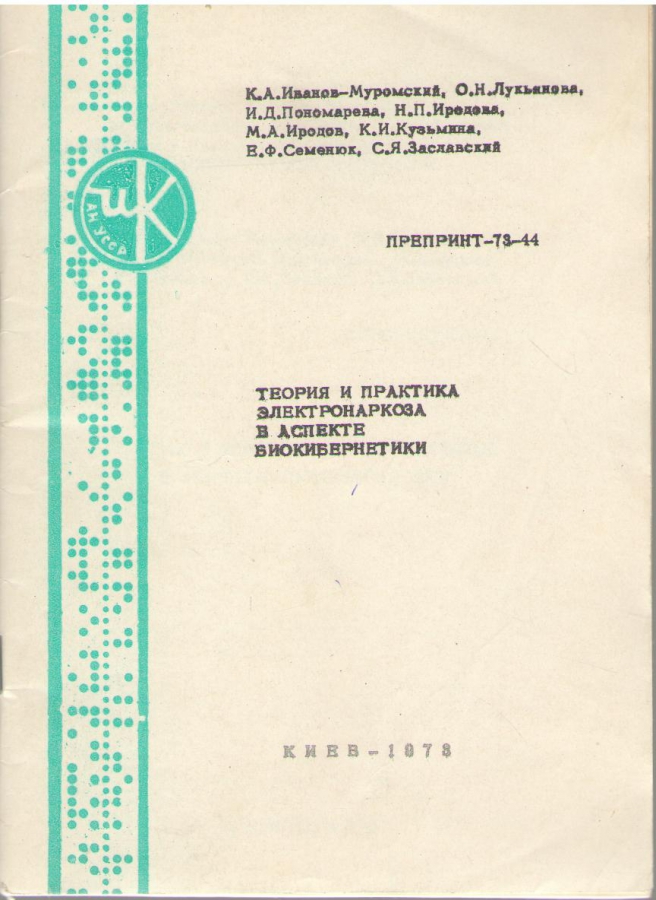 К.А.Иванов-Муромский, О.Н.Лукьянова,
И.Д.Пономарева, Н.П.Иродова,
М.А.Иродов, К.И.Кузьмина,
Е.Ф.Семенюк, С.Я.Заславский
ИК
АН УССР
ПРЕПРИНТ-73-44
ТЕОРИЯ И ПРАКТИКА
ЭЛЕКТРОНАРКОЗА
В АСПЕКТЕ
БИОКИБЕРНЕТИКИ
КИЕВ-1973